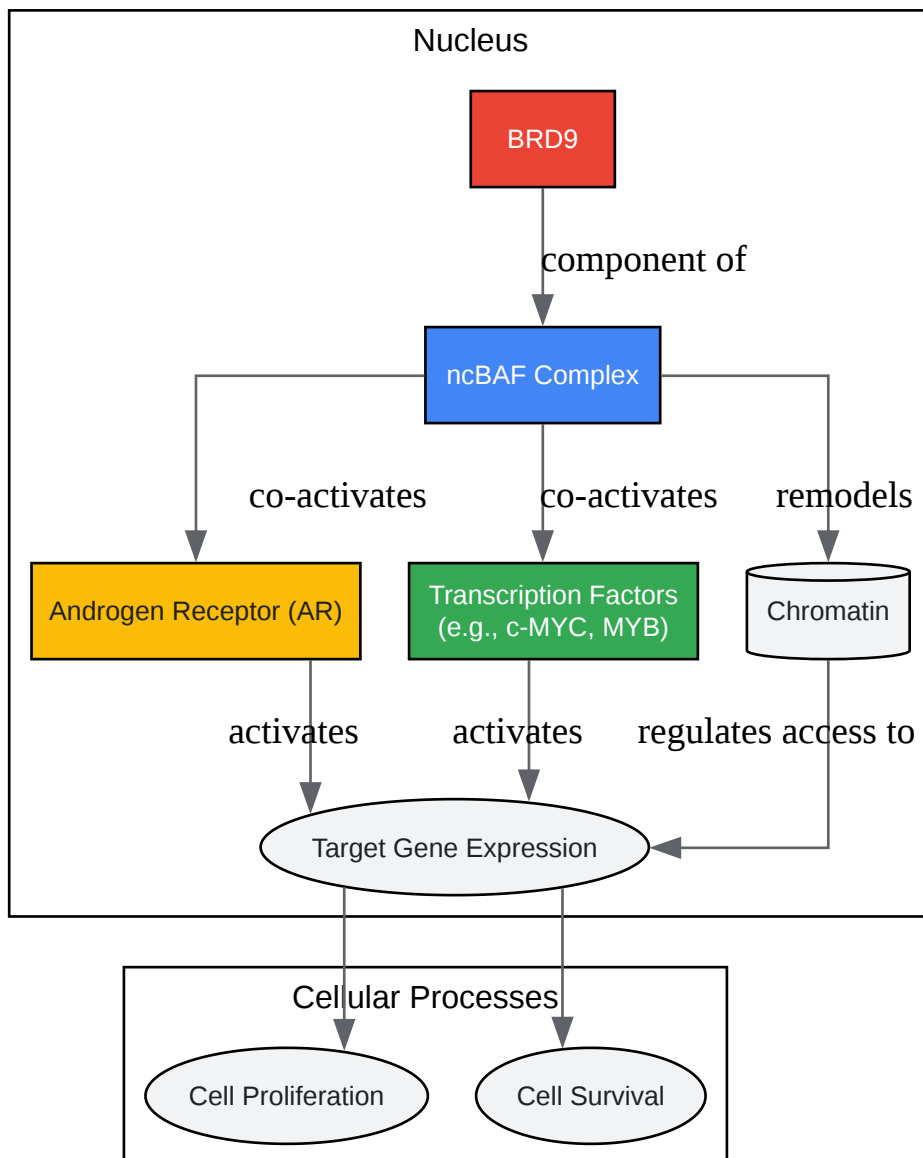 Nucleus
BRD9
component of
ncBAF Complex
co-activates
co-activates
remodels
Androgen Receptor (AR)
Transcription Factors
(e.g., c-MYC, MYB)
Chromatin
activates
activates
regulates access to
Target Gene Expression
Cellular Processes
Cell Proliferation
Cell Survival